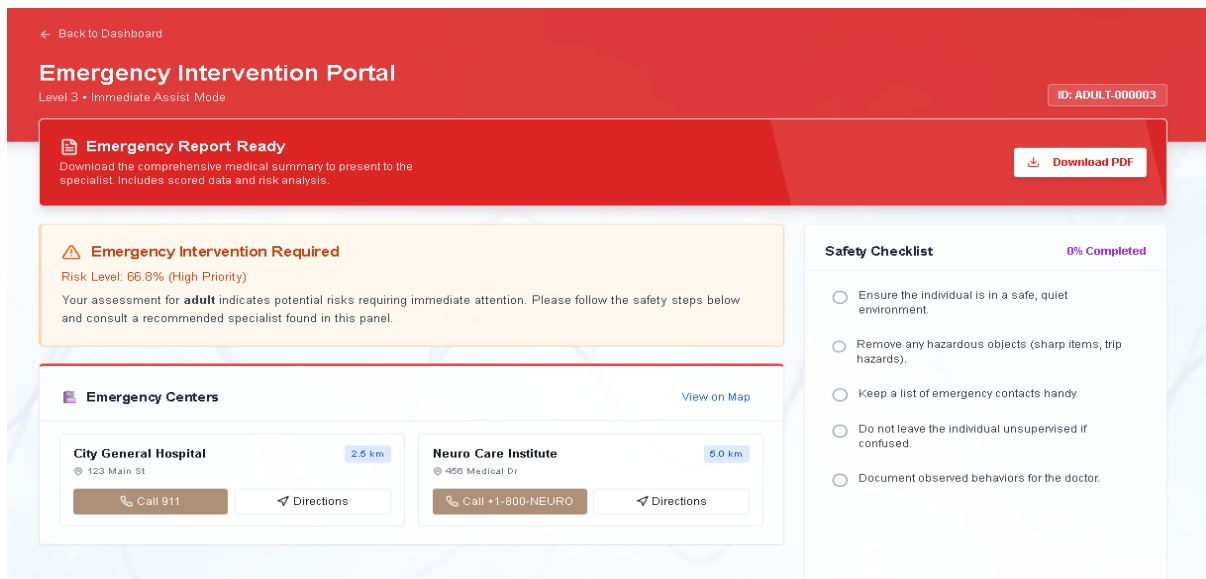 ← Back to Dashboard
Emergency Intervention Portal
Level 3 • Immediate Assist Mode
ID: ADULT-000003
Emergency Report Ready
Download the comprehensive medical summary to present to the
specialist. Includes scored data and risk analysis.
Download PDF
Emergency Intervention Required
Risk Level: 66.8% (High Priority)
Your assessment for adult indicates potential risks requiring immediate attention. Please follow the safety steps below
and consult a recommended specialist found in this panel.
Emergency Centers
View on Map
City General Hospital
2.5 km
123 Main St
Call 911
Directions
Neuro Care Institute
5.0 km
456 Medical Dr
Call +1-800-NEURO
Directions
Safety Checklist
0% Completed
Ensure the individual is in a safe, quiet
environment.
Remove any hazardous objects (sharp items, trip
hazards).
Keep a list of emergency contacts handy.
Do not leave the individual unsupervised if
confused.
Document observed behaviors for the doctor.